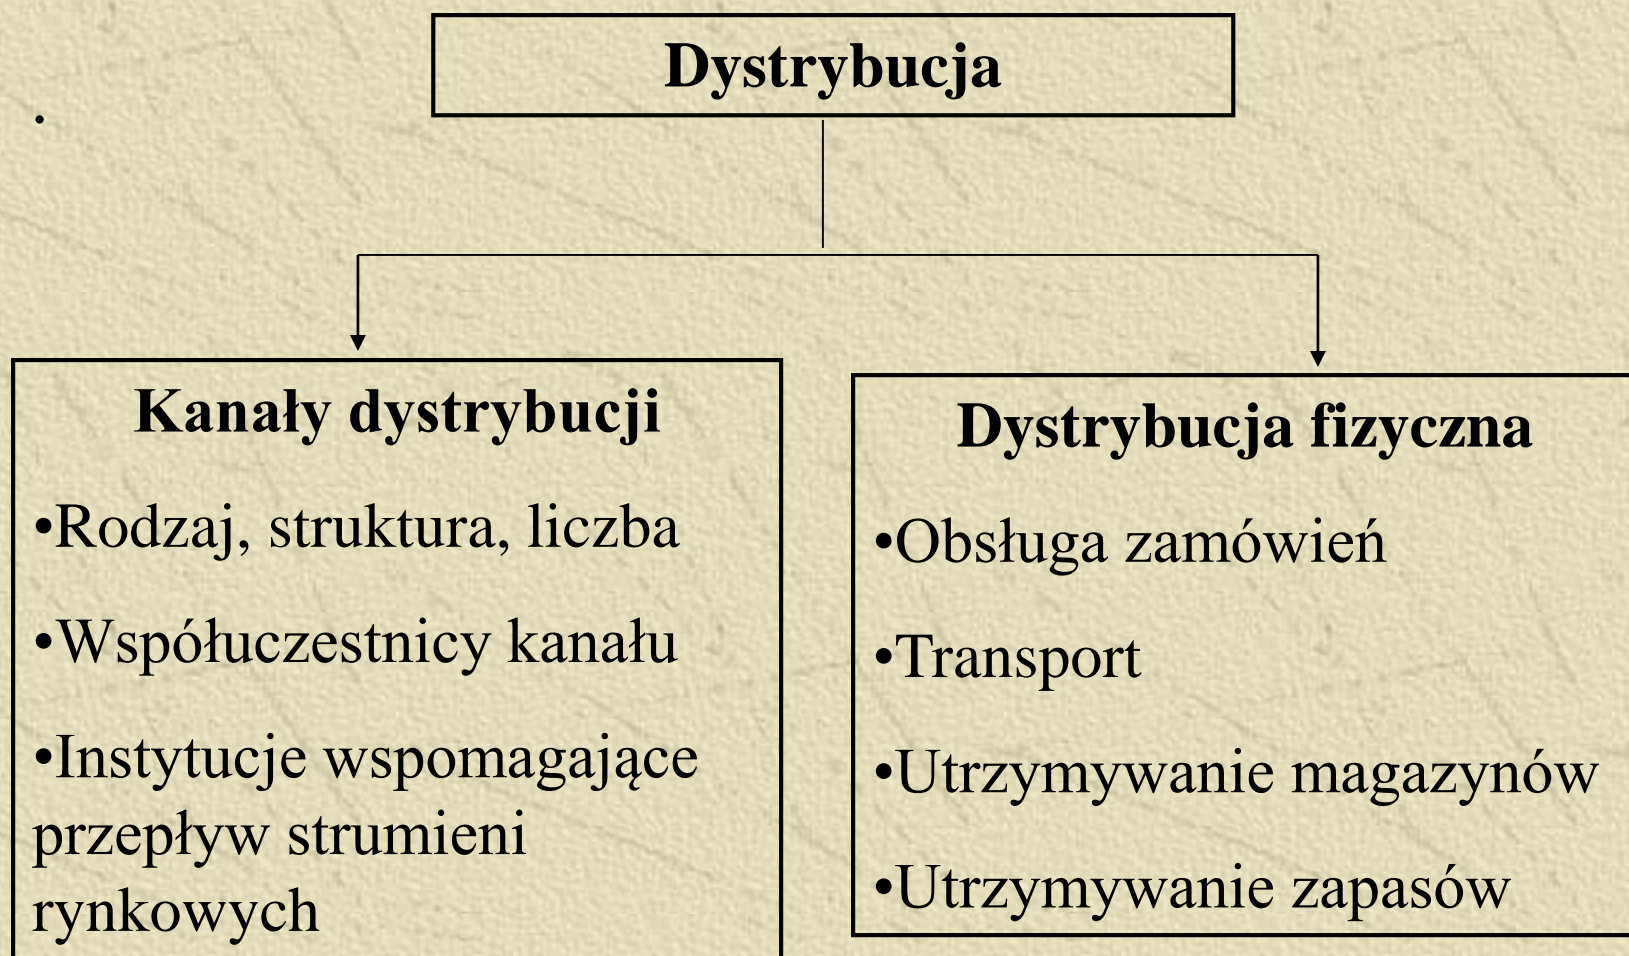 Dystrybucja
.
Kanały dystrybucji
•Rodzaj, struktura, liczba
•Współuczestnicy kanału
•Instytucje wspomagające
przepływ strumieni
rynkowych
Dystrybucja fizyczna
•Obsługa zamówień
•Transport
•Utrzymywanie magazynów
•Utrzymywanie zapasów